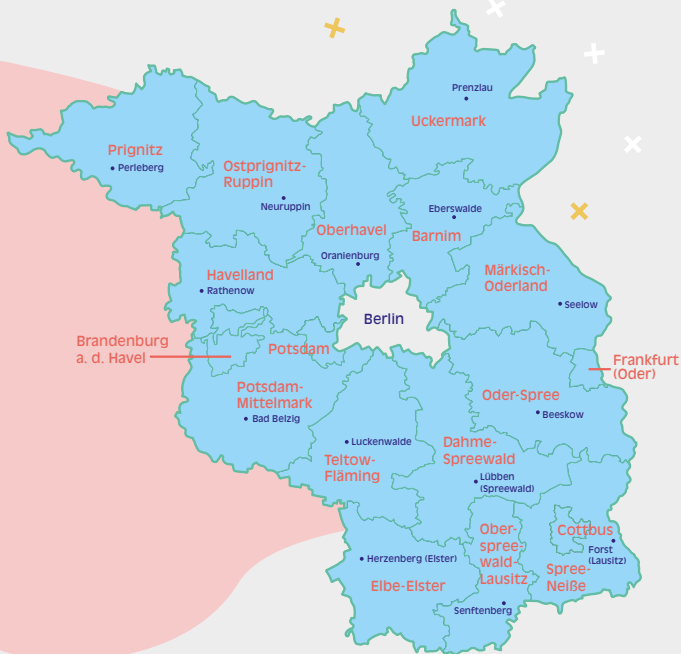 Prenzlau
Uckermark
Prignitz
Perleberg
Ostprignitz-
Ruppin
Neuruppin
Eberswalde
Oberhavel
Barnim
Oranienburg
Havelland
Rathenow
Märkisch-
Oderland
Seelow
Berlin
Brandenburg
a. d. Havel
Potsdam
Frankfurt
(Oder)
Potsdam-
Mittelmark
Bad Belzig
Oder-Spree
Beeskow
Luckenwalde
Teltow-
Fläming
Dahme-
Spreewald
Lübben
(Spreewald)
Ober-
spree-
wald-
Lausitz
Cottbus
Forst
(Lausitz)
Herzenberg (Elster)
Elbe-Elster
Spree-
Neiße
Senftenberg